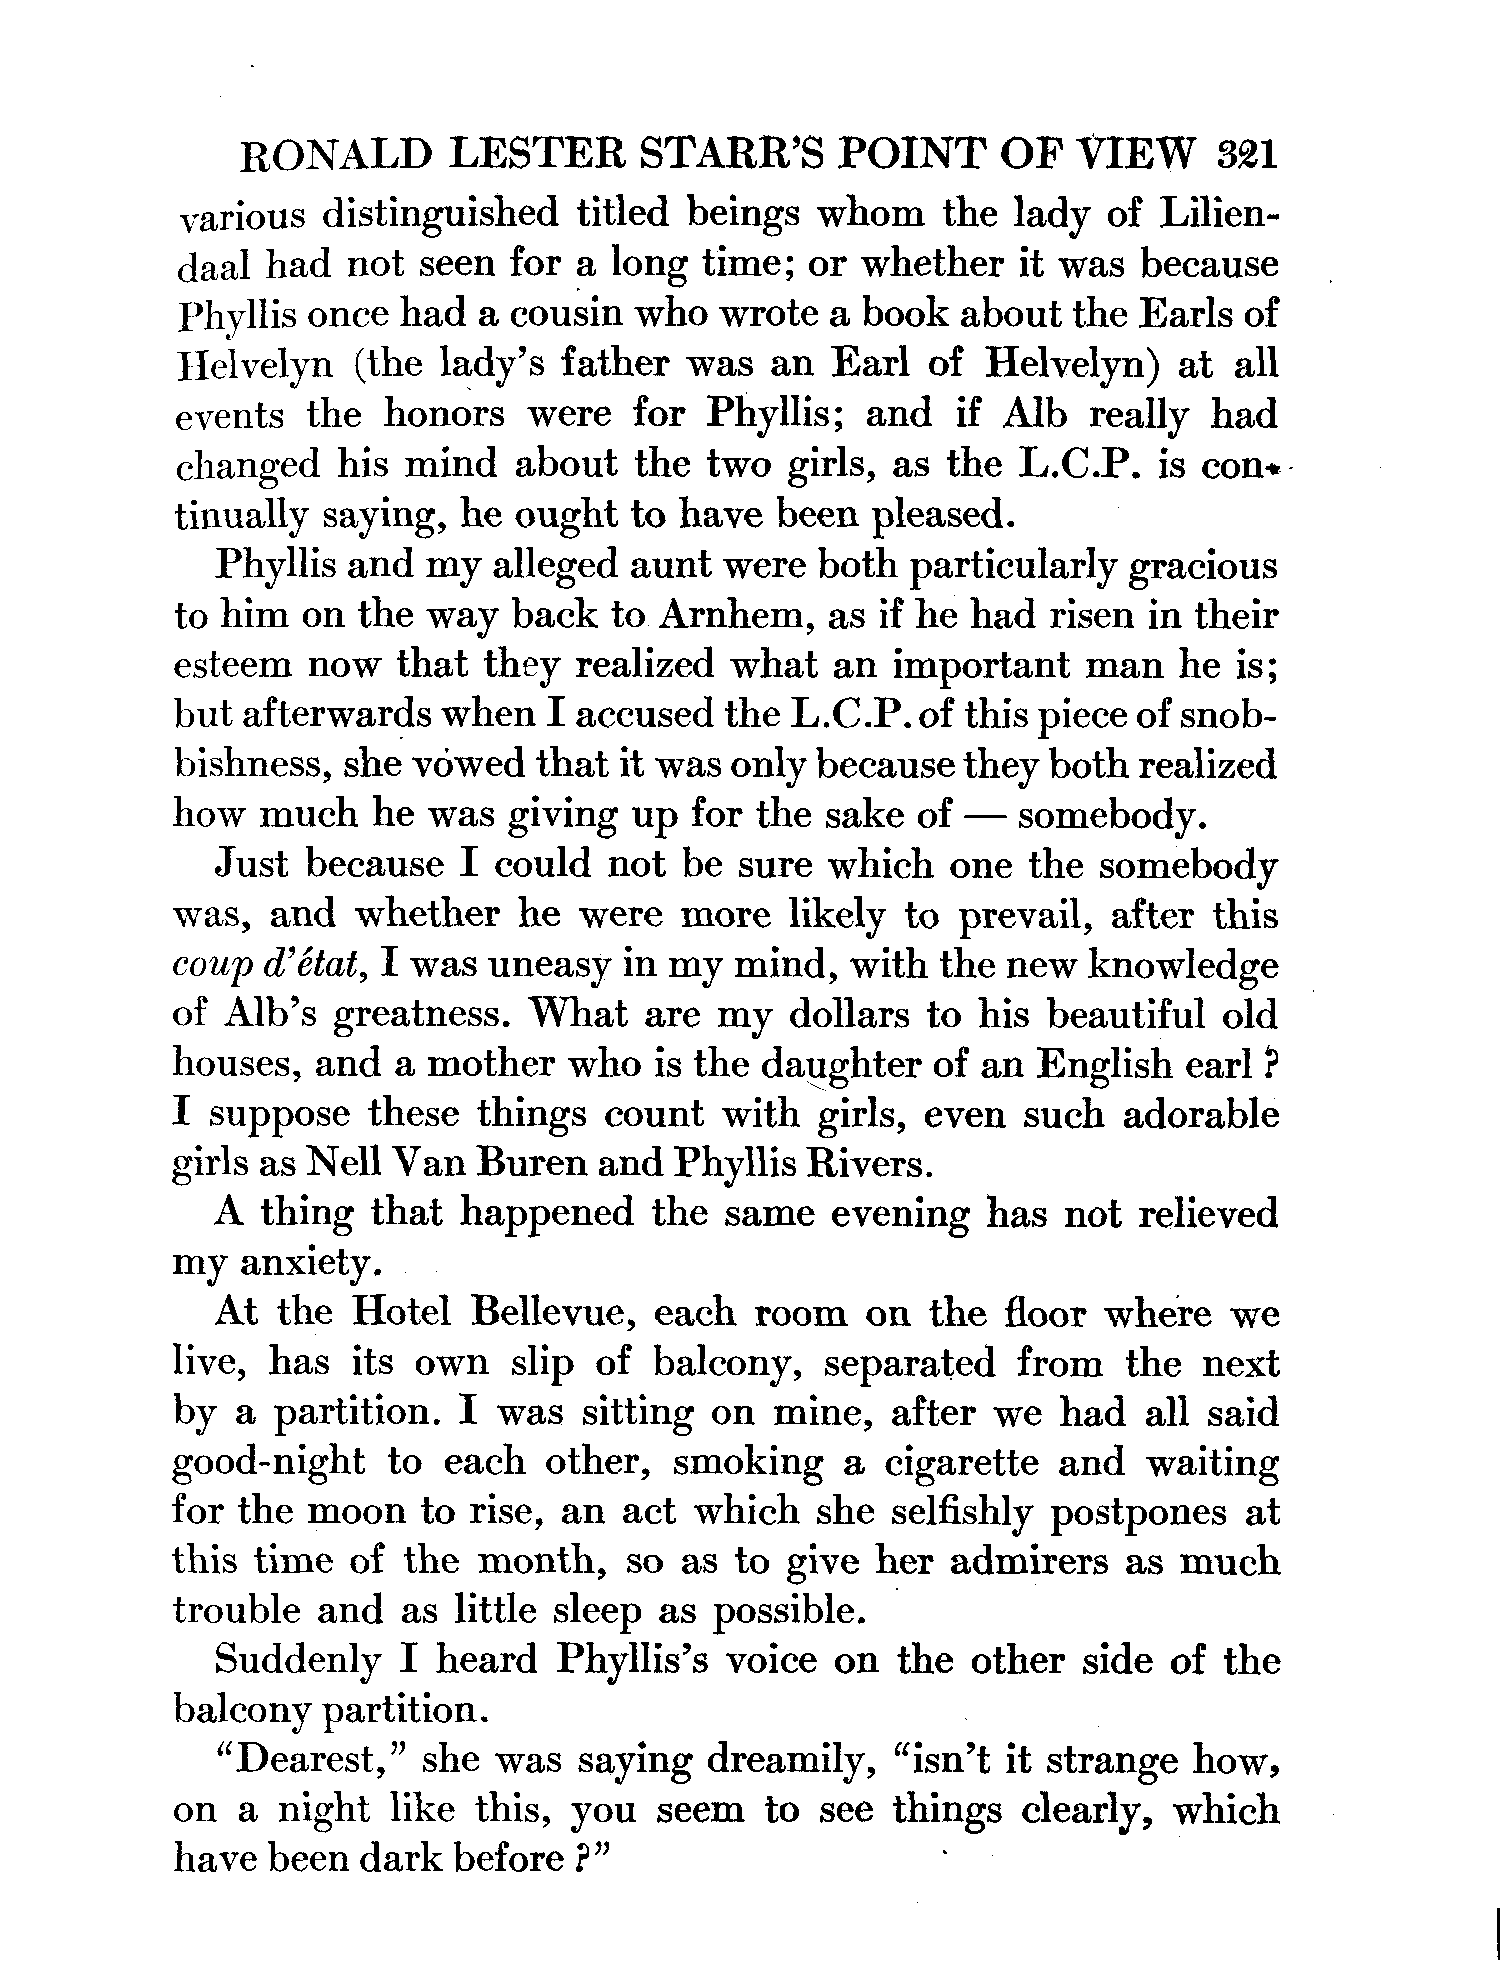 RONALD LESTER STARR'S POINT OF VIEW 321
various distinguished titled beings whom the lady of Lilien-
daal had not seen for a long time; or whether it was because
Phyllis once had a cousin who wrote a book about the Earls of
Helvelyn (the lady's father was an Earl of Helvelyn) at all
events the honors were for Phyllis; and if Alb really had
changed his mind about the two girls, as the L.C.P. is con-
tinually saying, he ought to have been pleased.
Phyllis and my alleged aunt were both particularly gracious
to him on the way back to Arnhem, as if he had risen in their
esteem now that they realized what an important man he is;
but afterwards when I accused the L.C.P. of this piece of snob-
bishness, she vowed that it was only because they both realized
how much he was giving up for the sake of — somebody.
Just because I could not be sure which one the somebody
was, and whether he were more likely to prevail, after this
coup d'état, I was uneasy in my mind, with the new knowledge
of Alb's greatness. What are my dollars to his beautiful old
houses, and a mother who is the daughter of an English earl?
I suppose these things count with girls, even such adorable
girls as Nell Van Buren and Phyllis Rivers.
A thing that happened the same evening has not relieved
my anxiety.
At the Hotel Bellevue, each room on the floor where we
live, has its own slip of balcony, separated from the next
by a partition. I was sitting on mine, after we had all said
good-night to each other, smoking a cigarette and waiting
for the moon to rise, an act which she selfishly postpones at
this time of the month, so as to give her admirers as much
trouble and as little sleep as possible.
Suddenly I heard Phyllis's voice on the other side of the
balcony partition.
"Dearest," she was saying dreamily, "isn't it strange how,
on a night like this, you seem to see things clearly, which
have been dark before?"